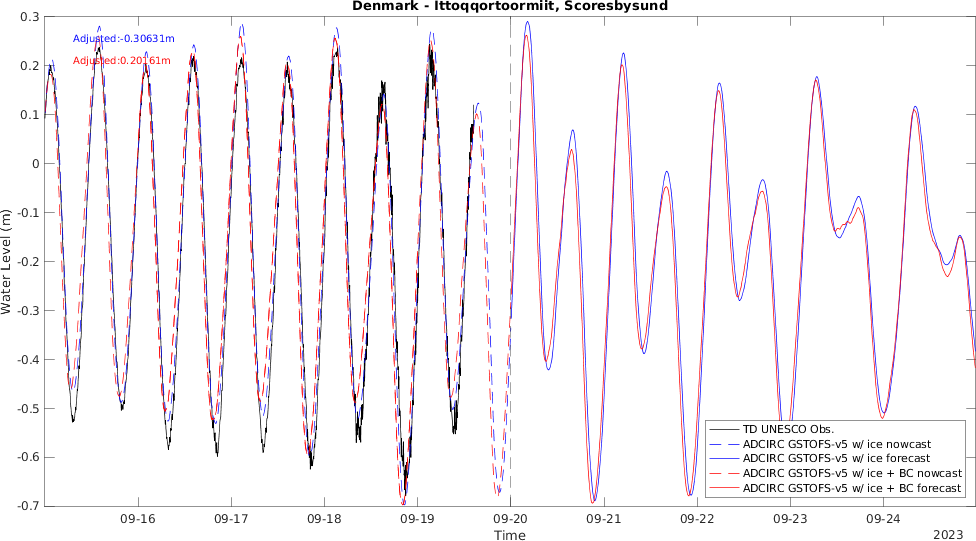 Denmark - Ittoqqortoormiit, Scoresbysund
0.3
0.2
0.1
0
-0.1
-0.2
-0.3
-0.4
-0.5
-0.6
-0.7
Water Level (m)
Adjusted:-0.30631m
Adjusted:0.20161m
TD UNESCO Obs.
ADCIRC GSTOFS-v5 w/ ice nowcast
ADCIRC GSTOFS-v5 w/ ice forecast
ADCIRC GSTOFS-v5 w/ ice + BC nowcast
ADCIRC GSTOFS-v5 w/ ice + BC forecast
09-16 09-17 09-18 09-19 09-20 09-21 09-22 09-23 09-24
Time
2023